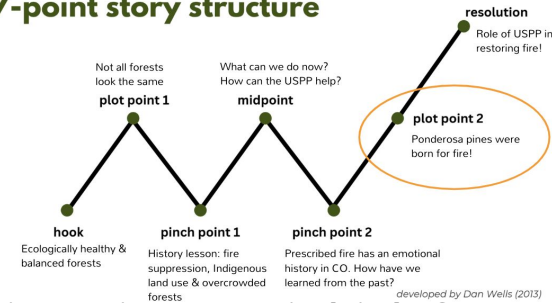 7-point story structure
resolution
Role of USPP in
restoring fire!
Not all forests
look the same
plot point 1
What can we do now?
How can the USPP help?
midpoint
plot point 2
Ponderosa pines were
born for fire!
hook
Ecologically healthy &
balanced forests
pinch point 1
History lesson: fire
suppression, Indigenous
land use & overcrowded
forests
pinch point 2
Prescribed fire has an emotional
history in CO. How have we
learned from the past?
developed by Dan Wells (2013)